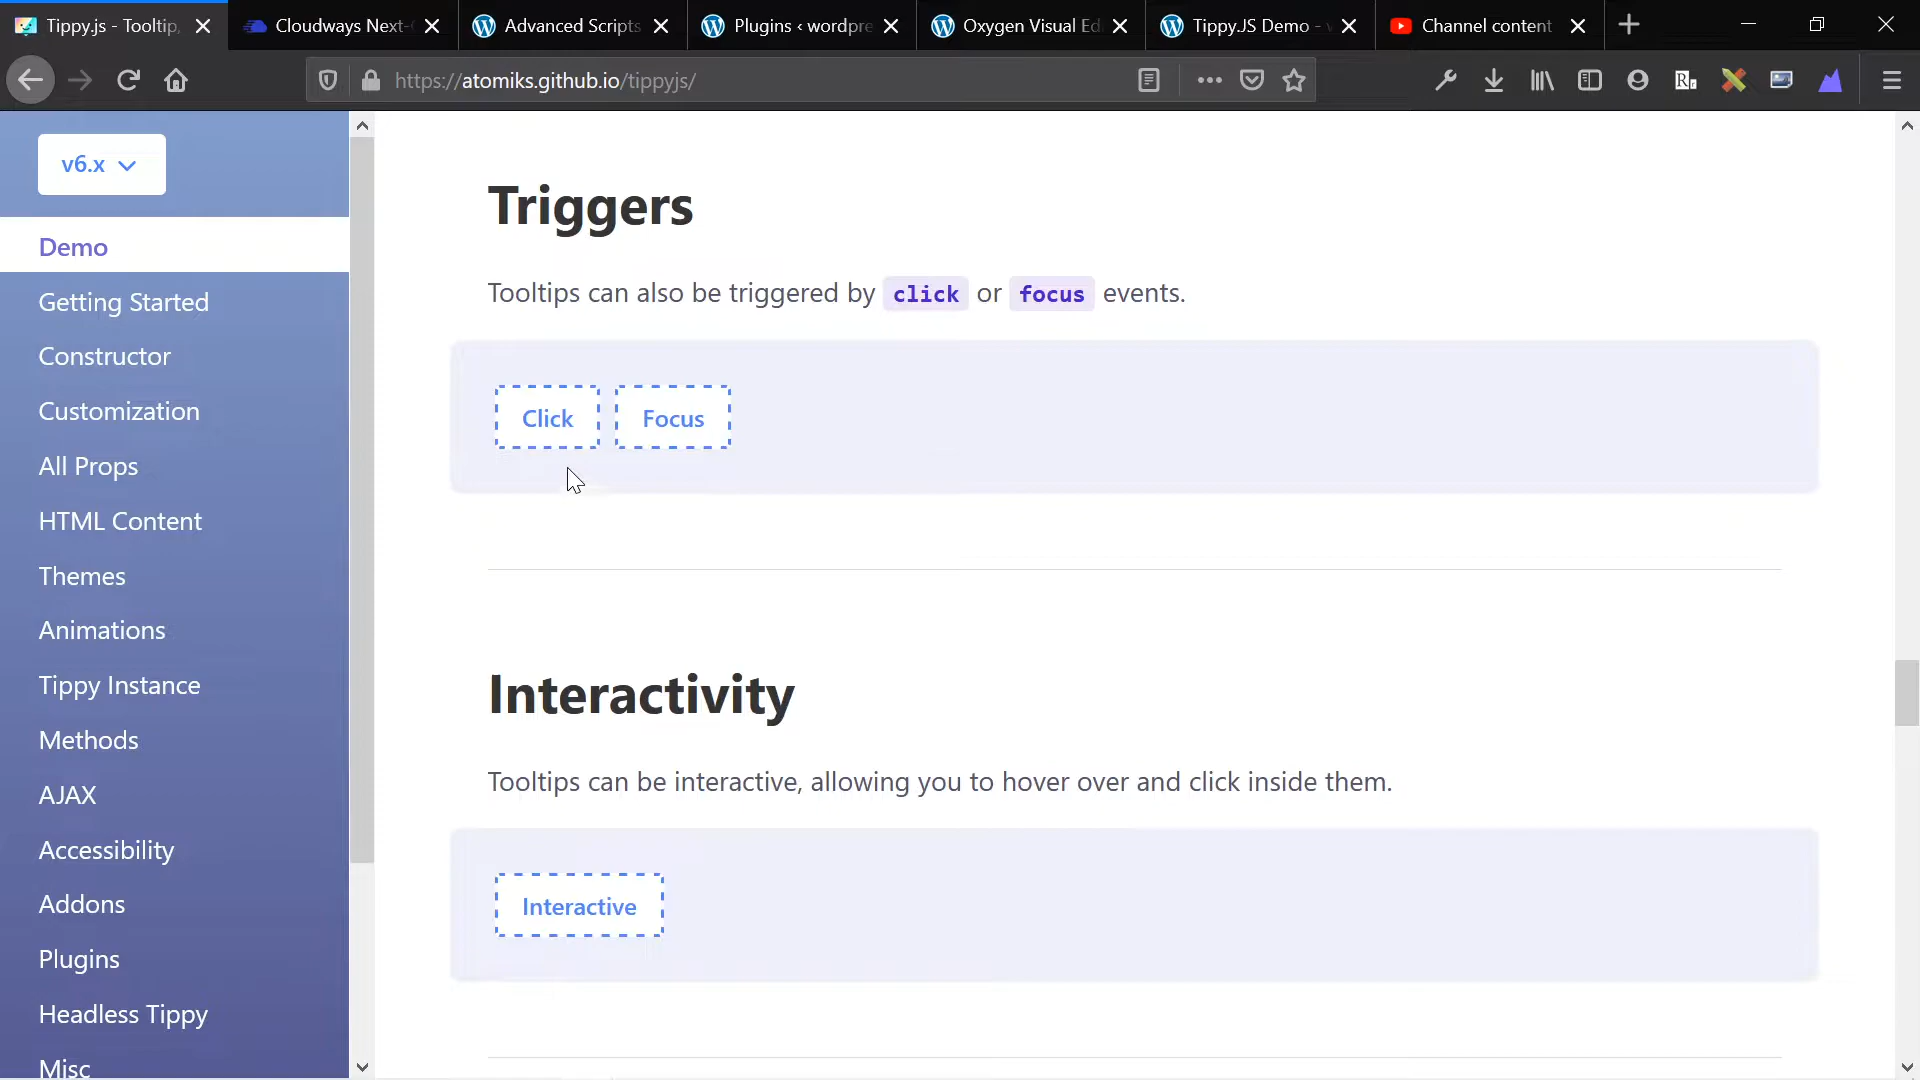 Tippy.js - Tooltip,
Cloudways Next-
Advanced Scripts
Plugins ‹ wordpre
Oxygen Visual Ed
TippyJS Demo -
Channel content
https://atomiks.github.io/tippyjs/
v6.x
Demo
Getting Started
Constructor
Customization
All Props
HTML Content
Themes
Animations
Tippy Instance
Methods
AJAX
Accessibility
Addons
Plugins
Headless Tippy
Misc
Triggers
Tooltips can also be triggered by click or focus events.
Click Focus
Interactivity
Tooltips can be interactive, allowing you to hover over and click inside them.
Interactive